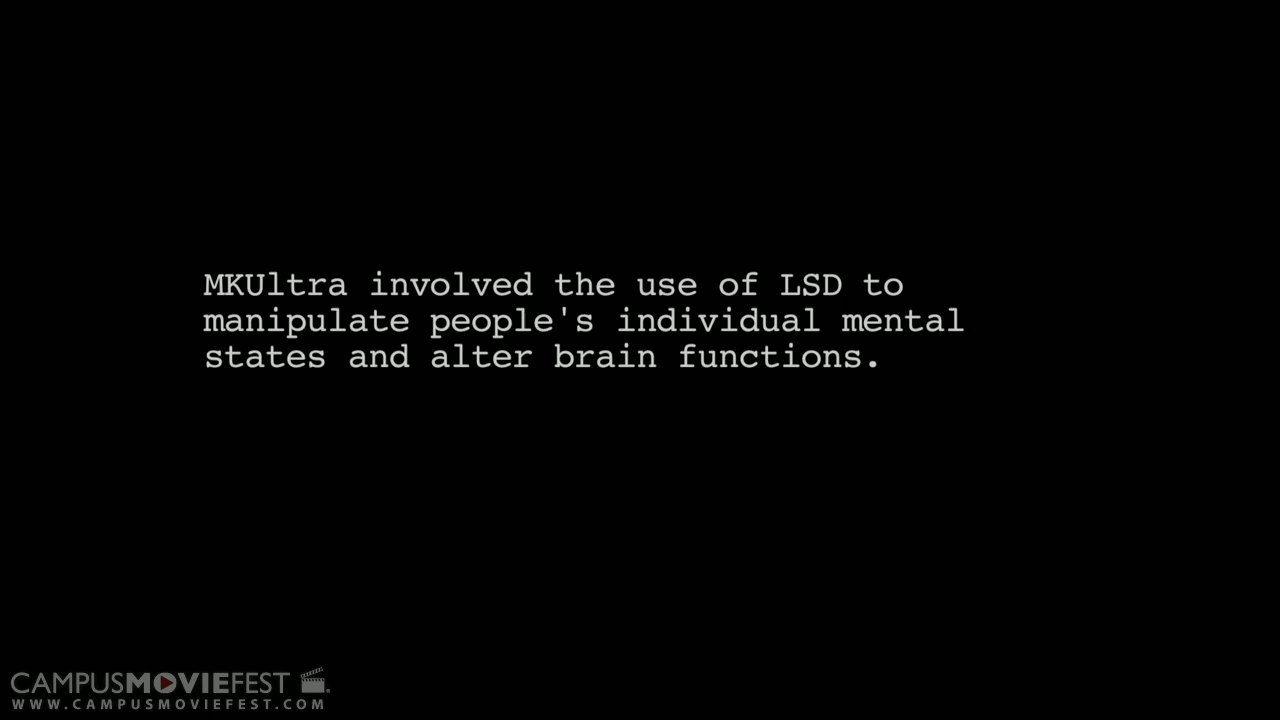 MKUltra involved the use of LSD to
manipulate people's individual mental
states and alter brain functions.
CAMPUSMOVIEFEST
WWW.CAMPUSMOVIEFEST.COM